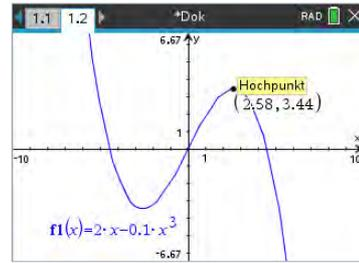 1.1 1.2 *Dok RAD
6.67 y
Hochpunkt
(2.58,3.44)
1
x
-10 1 10
f1(x)=2·x-0.1·x³
-6.67